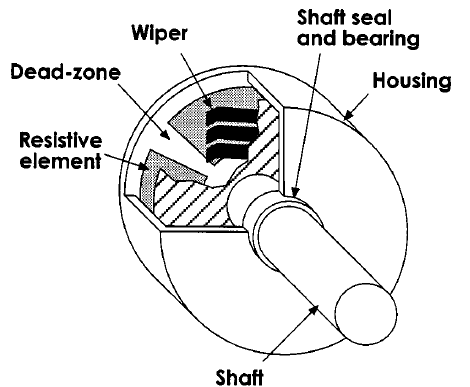 Wiper
Shaft seal
and bearing
Dead-zone
Housing
Resistive
element
Shaft